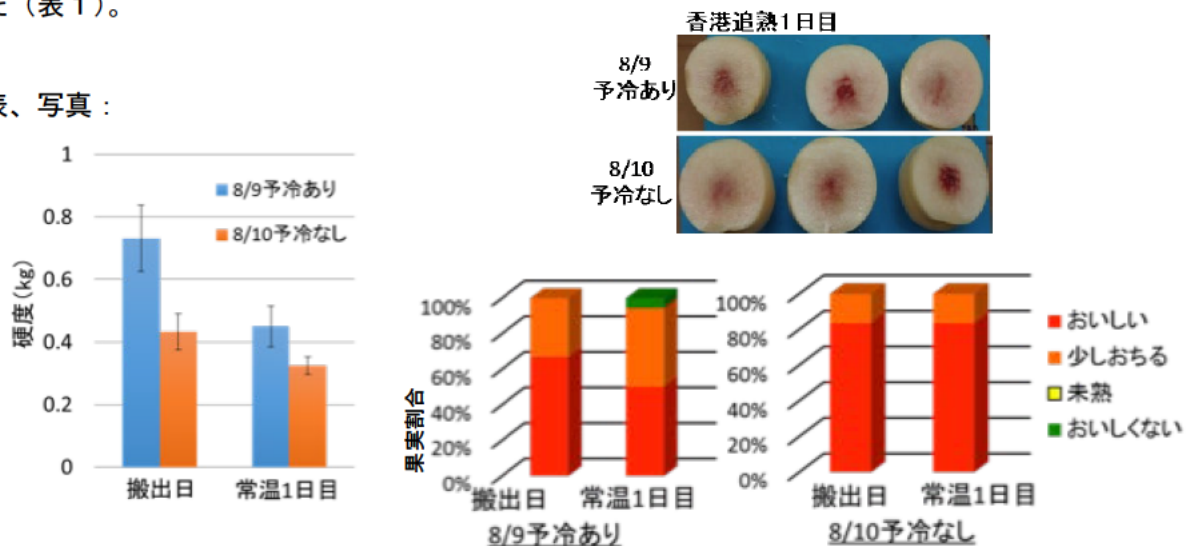 た（表１）。
表、写真：
香港追熟1日目
8/9
予冷あり
8/10
予冷なし
1
0.8
0.6
0.4
0.2
0
硬度(kg)
8/9予冷あり
8/10予冷なし
搬出日 常温1日目
100%
80%
60%
40%
20%
0%
果実割合
搬出日 常温1日目
8/9予冷あり
100%
80%
60%
40%
20%
0%
搬出日 常温1日目
8/10予冷なし
おいしい
少しおちる
未熟
おいしくない